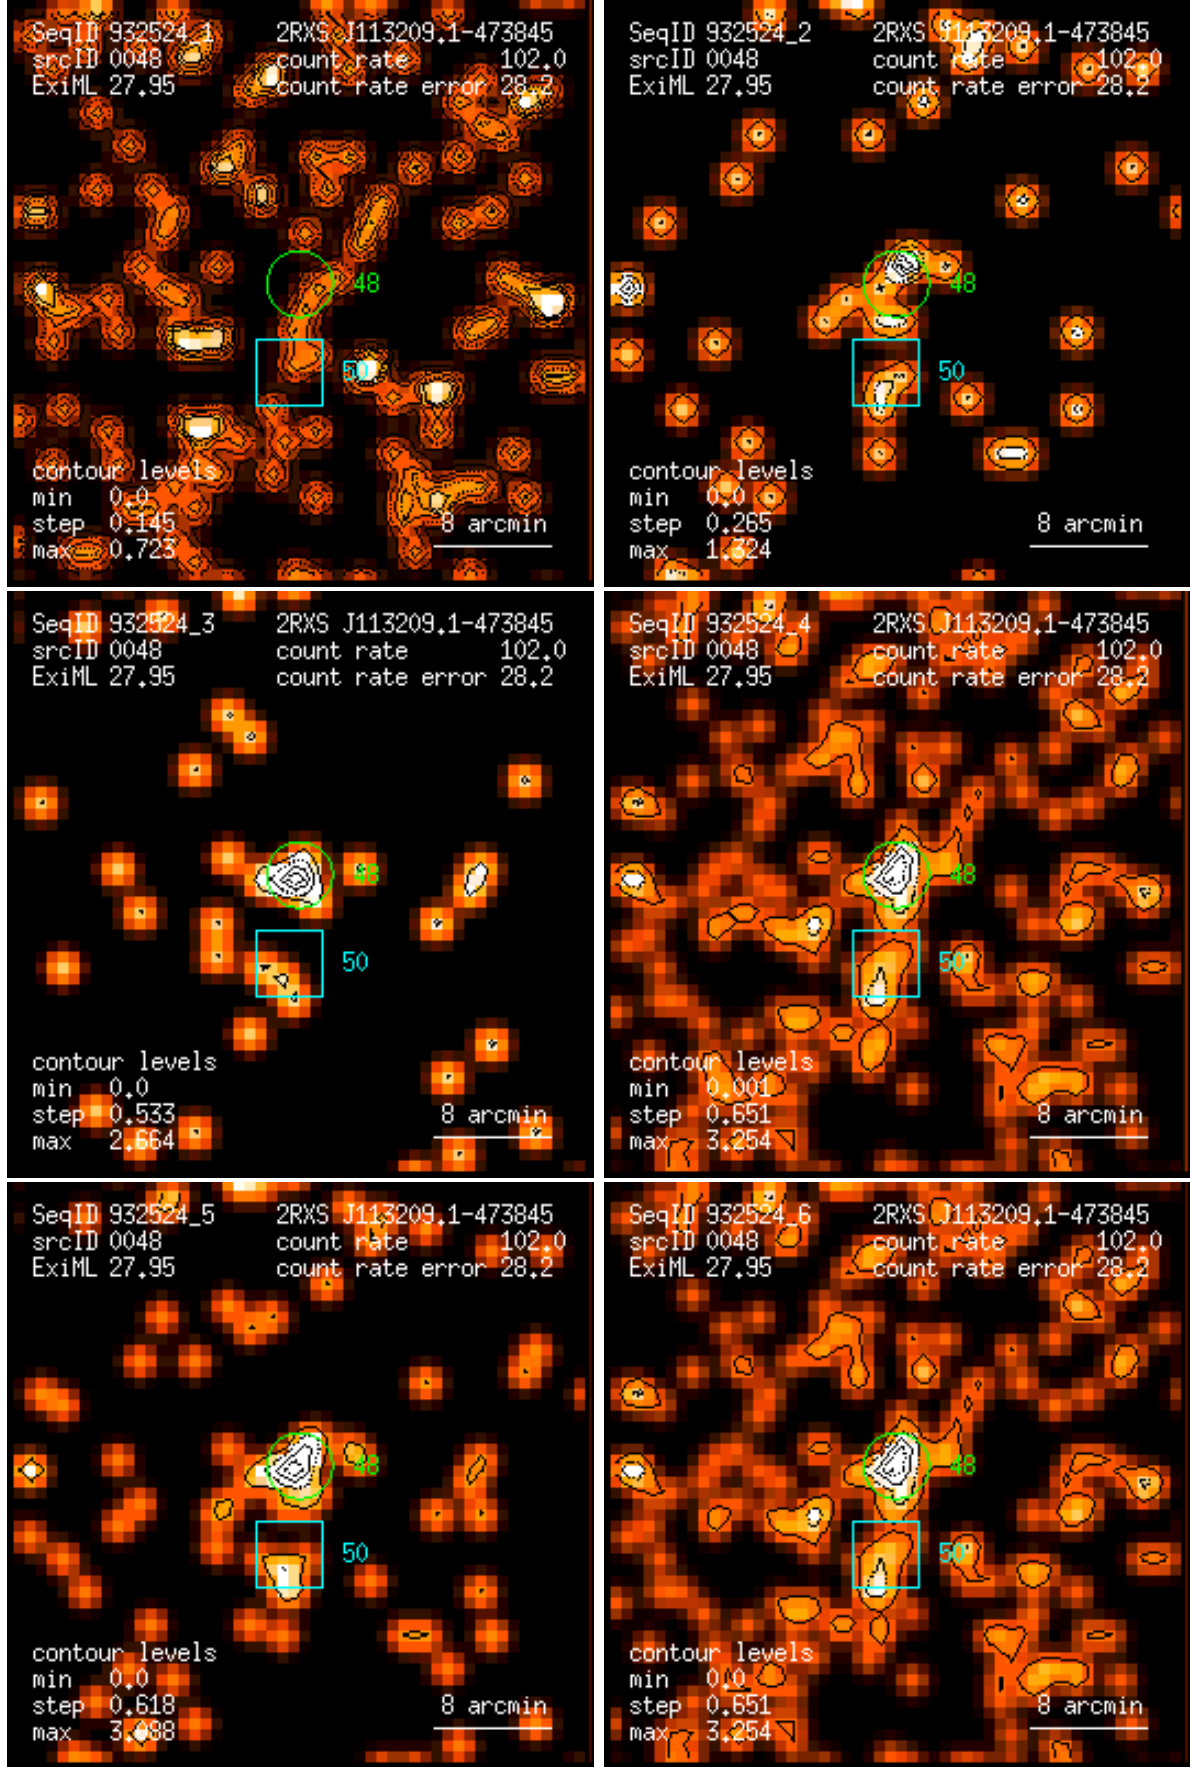 SeqID 932524_1 2RXS J113209.1-473845
srcID 0048 count rate 102.0
ExiML 27.95 count rate error 28.2
48
50
contour levels
min 0.0
step 0.145 8 arcmin
max 0.723
SeqID 932524_2 2RXS J113209.1-473845
srcID 0048 count rate 102.0
ExiML 27.95 count rate error 28.2
48
50
contour levels
min 0.0
step 0.265 8 arcmin
max 1.324
SeqID 932524_3 2RXS J113209.1-473845
srcID 0048 count rate 102.0
ExiML 27.95 count rate error 28.2
48
50
contour levels
min 0.0
step 0.533 8 arcmin
max 2.664
SeqID 932524_4 2RXS J113209.1-473845
srcID 0048 count rate 102.0
ExiML 27.95 count rate error 28.2
48
50
contour levels
min 0.001
step 0.651 8 arcmin
max 3.254
SeqID 932524_5 2RXS J113209.1-473845
srcID 0048 count rate 102.0
ExiML 27.95 count rate error 28.2
48
50
contour levels
min 0.0
step 0.618 8 arcmin
max 3.088
SeqID 932524_6 2RXS J113209.1-473845
srcID 0048 count rate 102.0
ExiML 27.95 count rate error 28.2
48
50
contour levels
min 0.0
step 0.651 8 arcmin
max 3.254